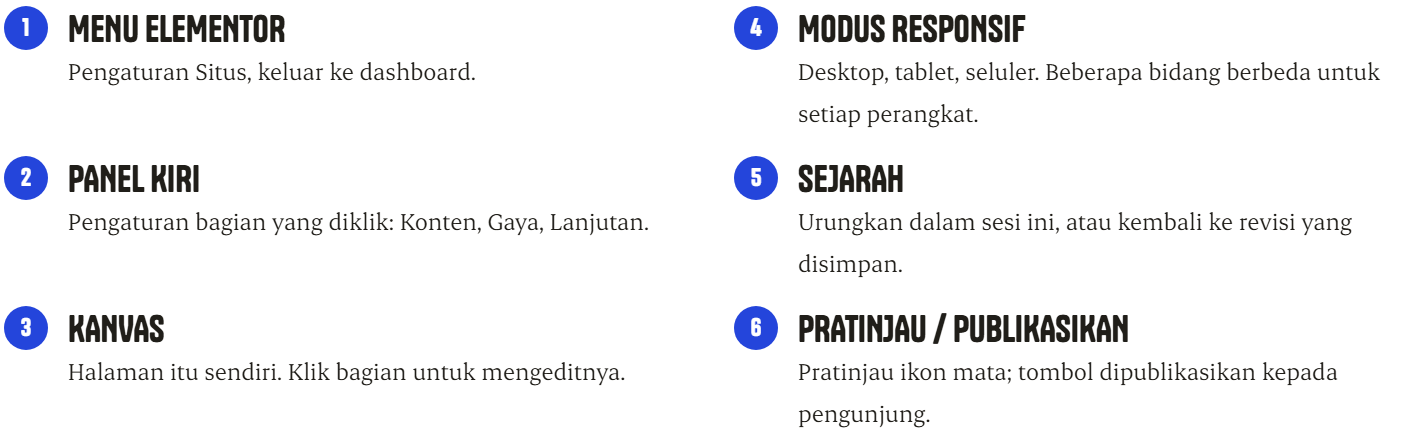 1 MENU ELEMENTOR
Pengaturan Situs, keluar ke dashboard.
2 PANEL KIRI
Pengaturan bagian yang diklik: Konten, Gaya, Lanjutan.
3 KANVAS
Halaman itu sendiri. Klik bagian untuk mengeditnya.
4 MODUS RESPONSIF
Desktop, tablet, seluler. Beberapa bidang berbeda untuk
setiap perangkat.
5 SEJARAH
Urungkan dalam sesi ini, atau kembali ke revisi yang
disimpan.
6 PRATINJAU / PUBLIKASIKAN
Pratinjau ikon mata; tombol dipublikasikan kepada
pengunjung.